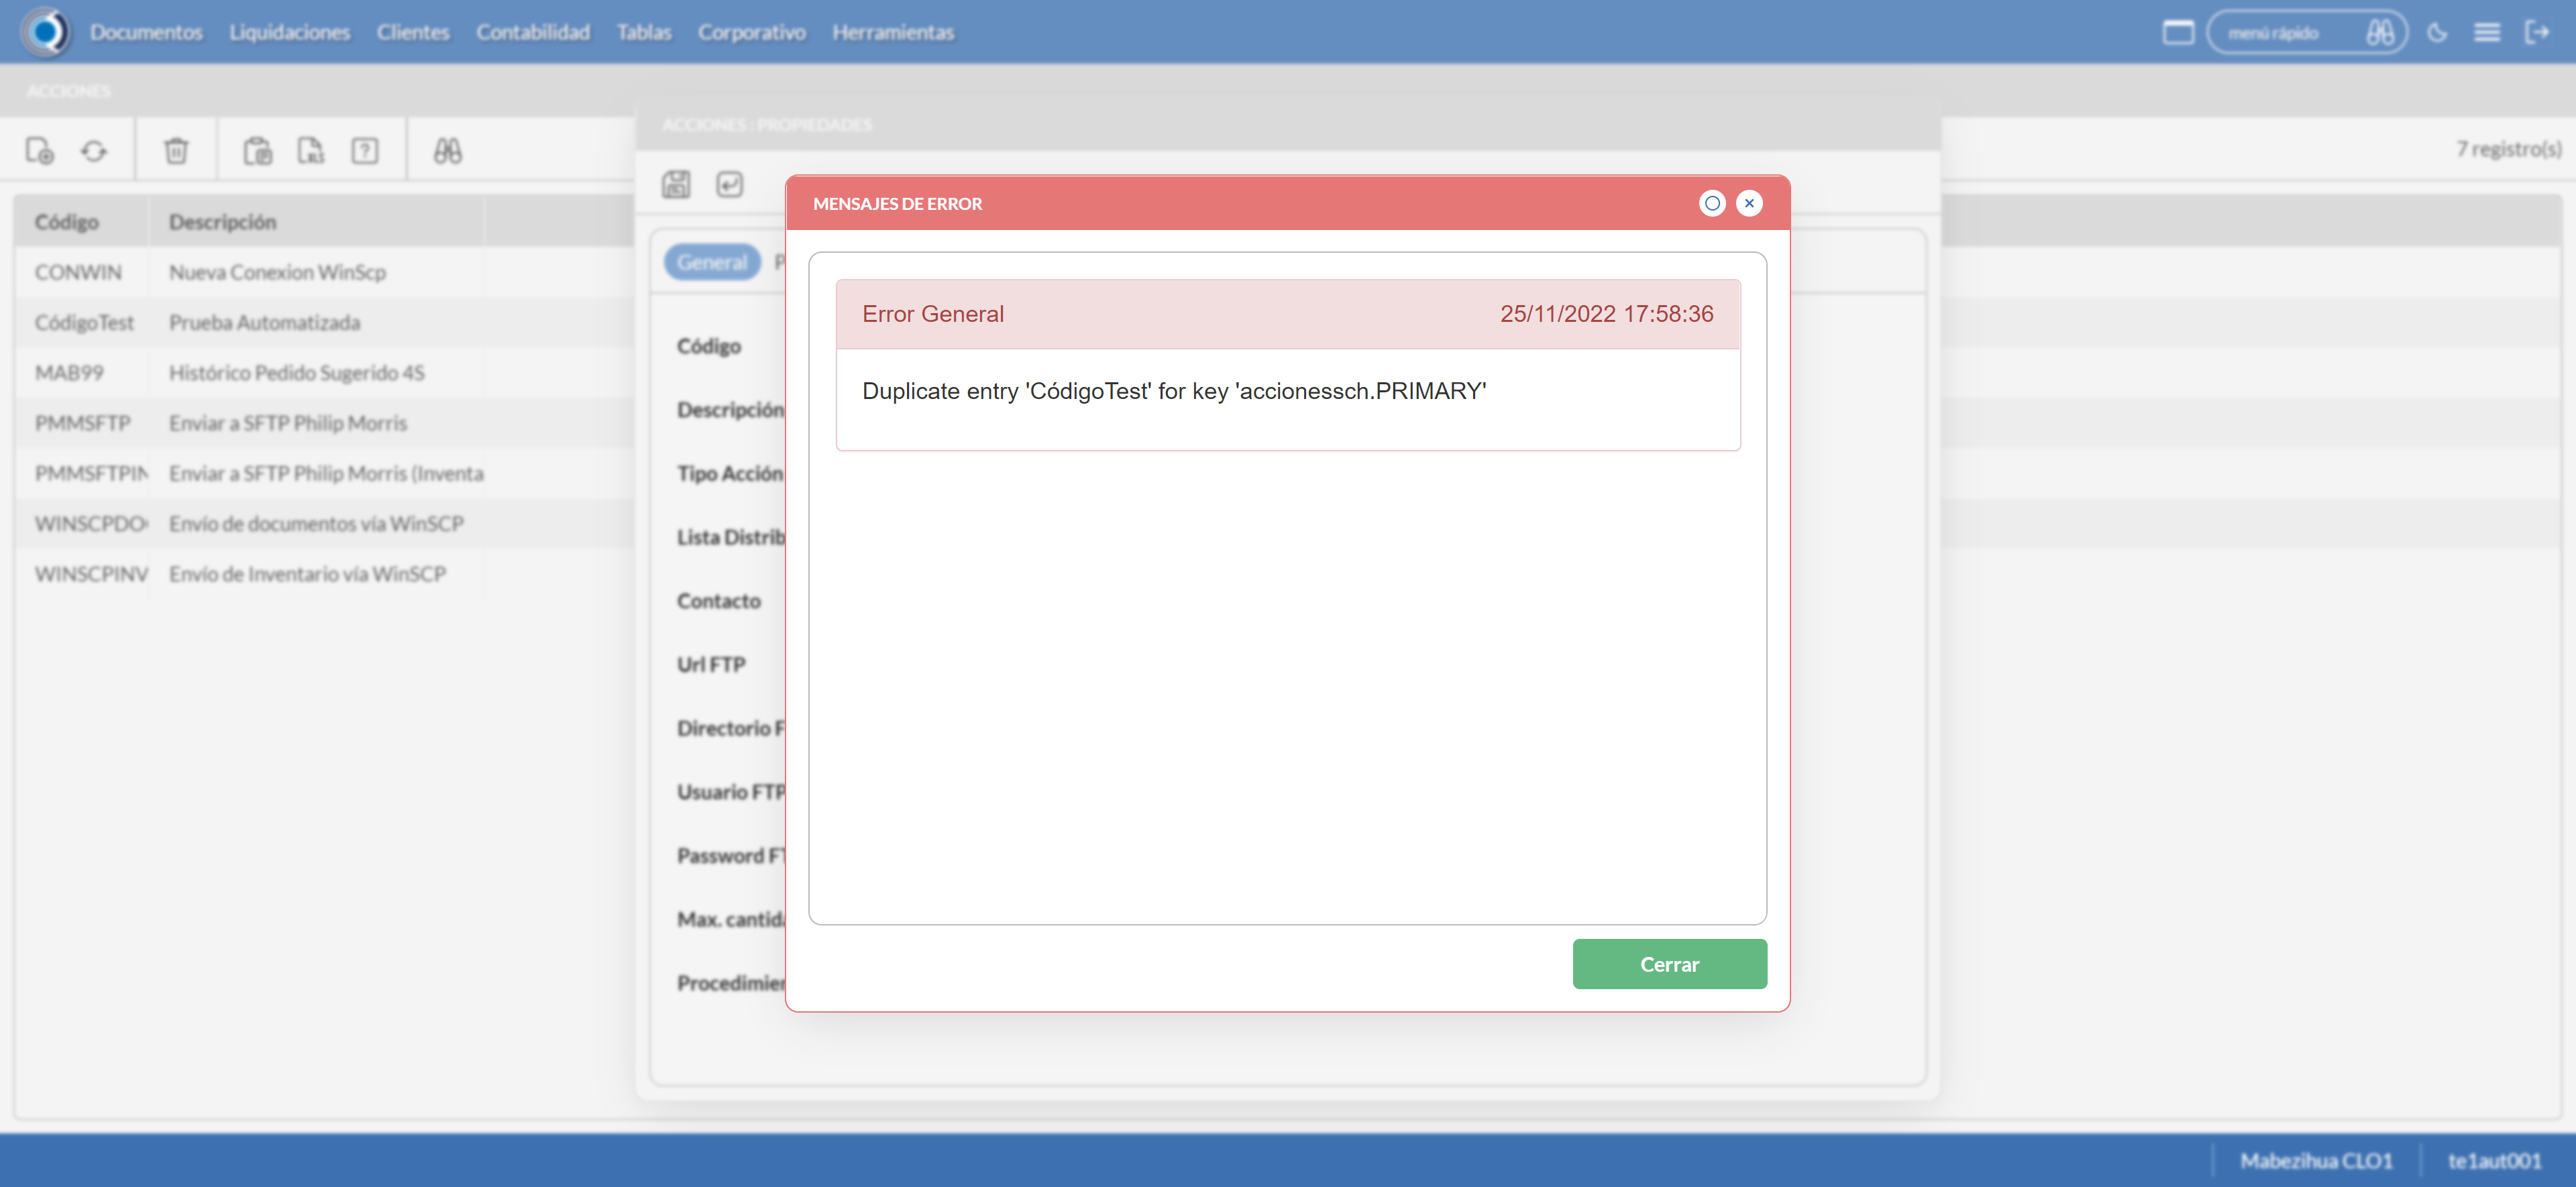 Documentos Liquidaciones Clientes Contabilidad Tablas Corporativo Herramientas menú rápido
ACCIONES
ACCIONES : PROPIEDADES
7 registro(s)
MENSAJES DE ERROR
Código Descripción
General P
CONWIN Nueva Conexion WinScp
Error General 25/11/2022 17:58:36
CódigoTest Prueba Automatizada
Código
MAB99 Histórico Pedido Sugerido 4S
Duplicate entry 'CódigoTest' for key 'accionessch.PRIMARY'
Descripción
PMMSFTP Enviar a SFTP Philip Morris
PMMSFTPIN Enviar a SFTP Philip Morris (Inventa
Tipo Acción
WINSCPDO Envío de documentos vía WinSCP
Lista Distrib
WINSCPINV Envío de Inventario vía WinSCP
Contacto
Url FTP
Directorio F
Usuario FTP
Password FT
Max. cantida
Cerrar
Procedimien
Mabezihua CLO1 te1aut001